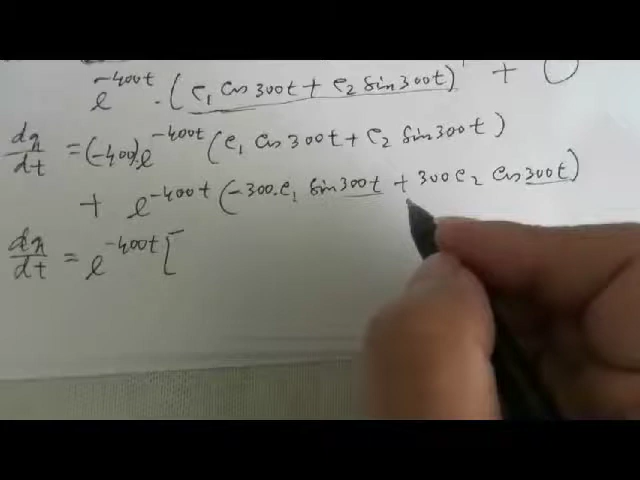 e^-400t · (c₁ cos 300t + c₂ sin 300t)' + 0
dx/dt = (-400) e^-400t (c₁ cos 300t + c₂ sin 300t)
+ e^-400t (-300.c₁ sin 300t + 300 c₂ cos 300t)
dx/dt = e^-400t [